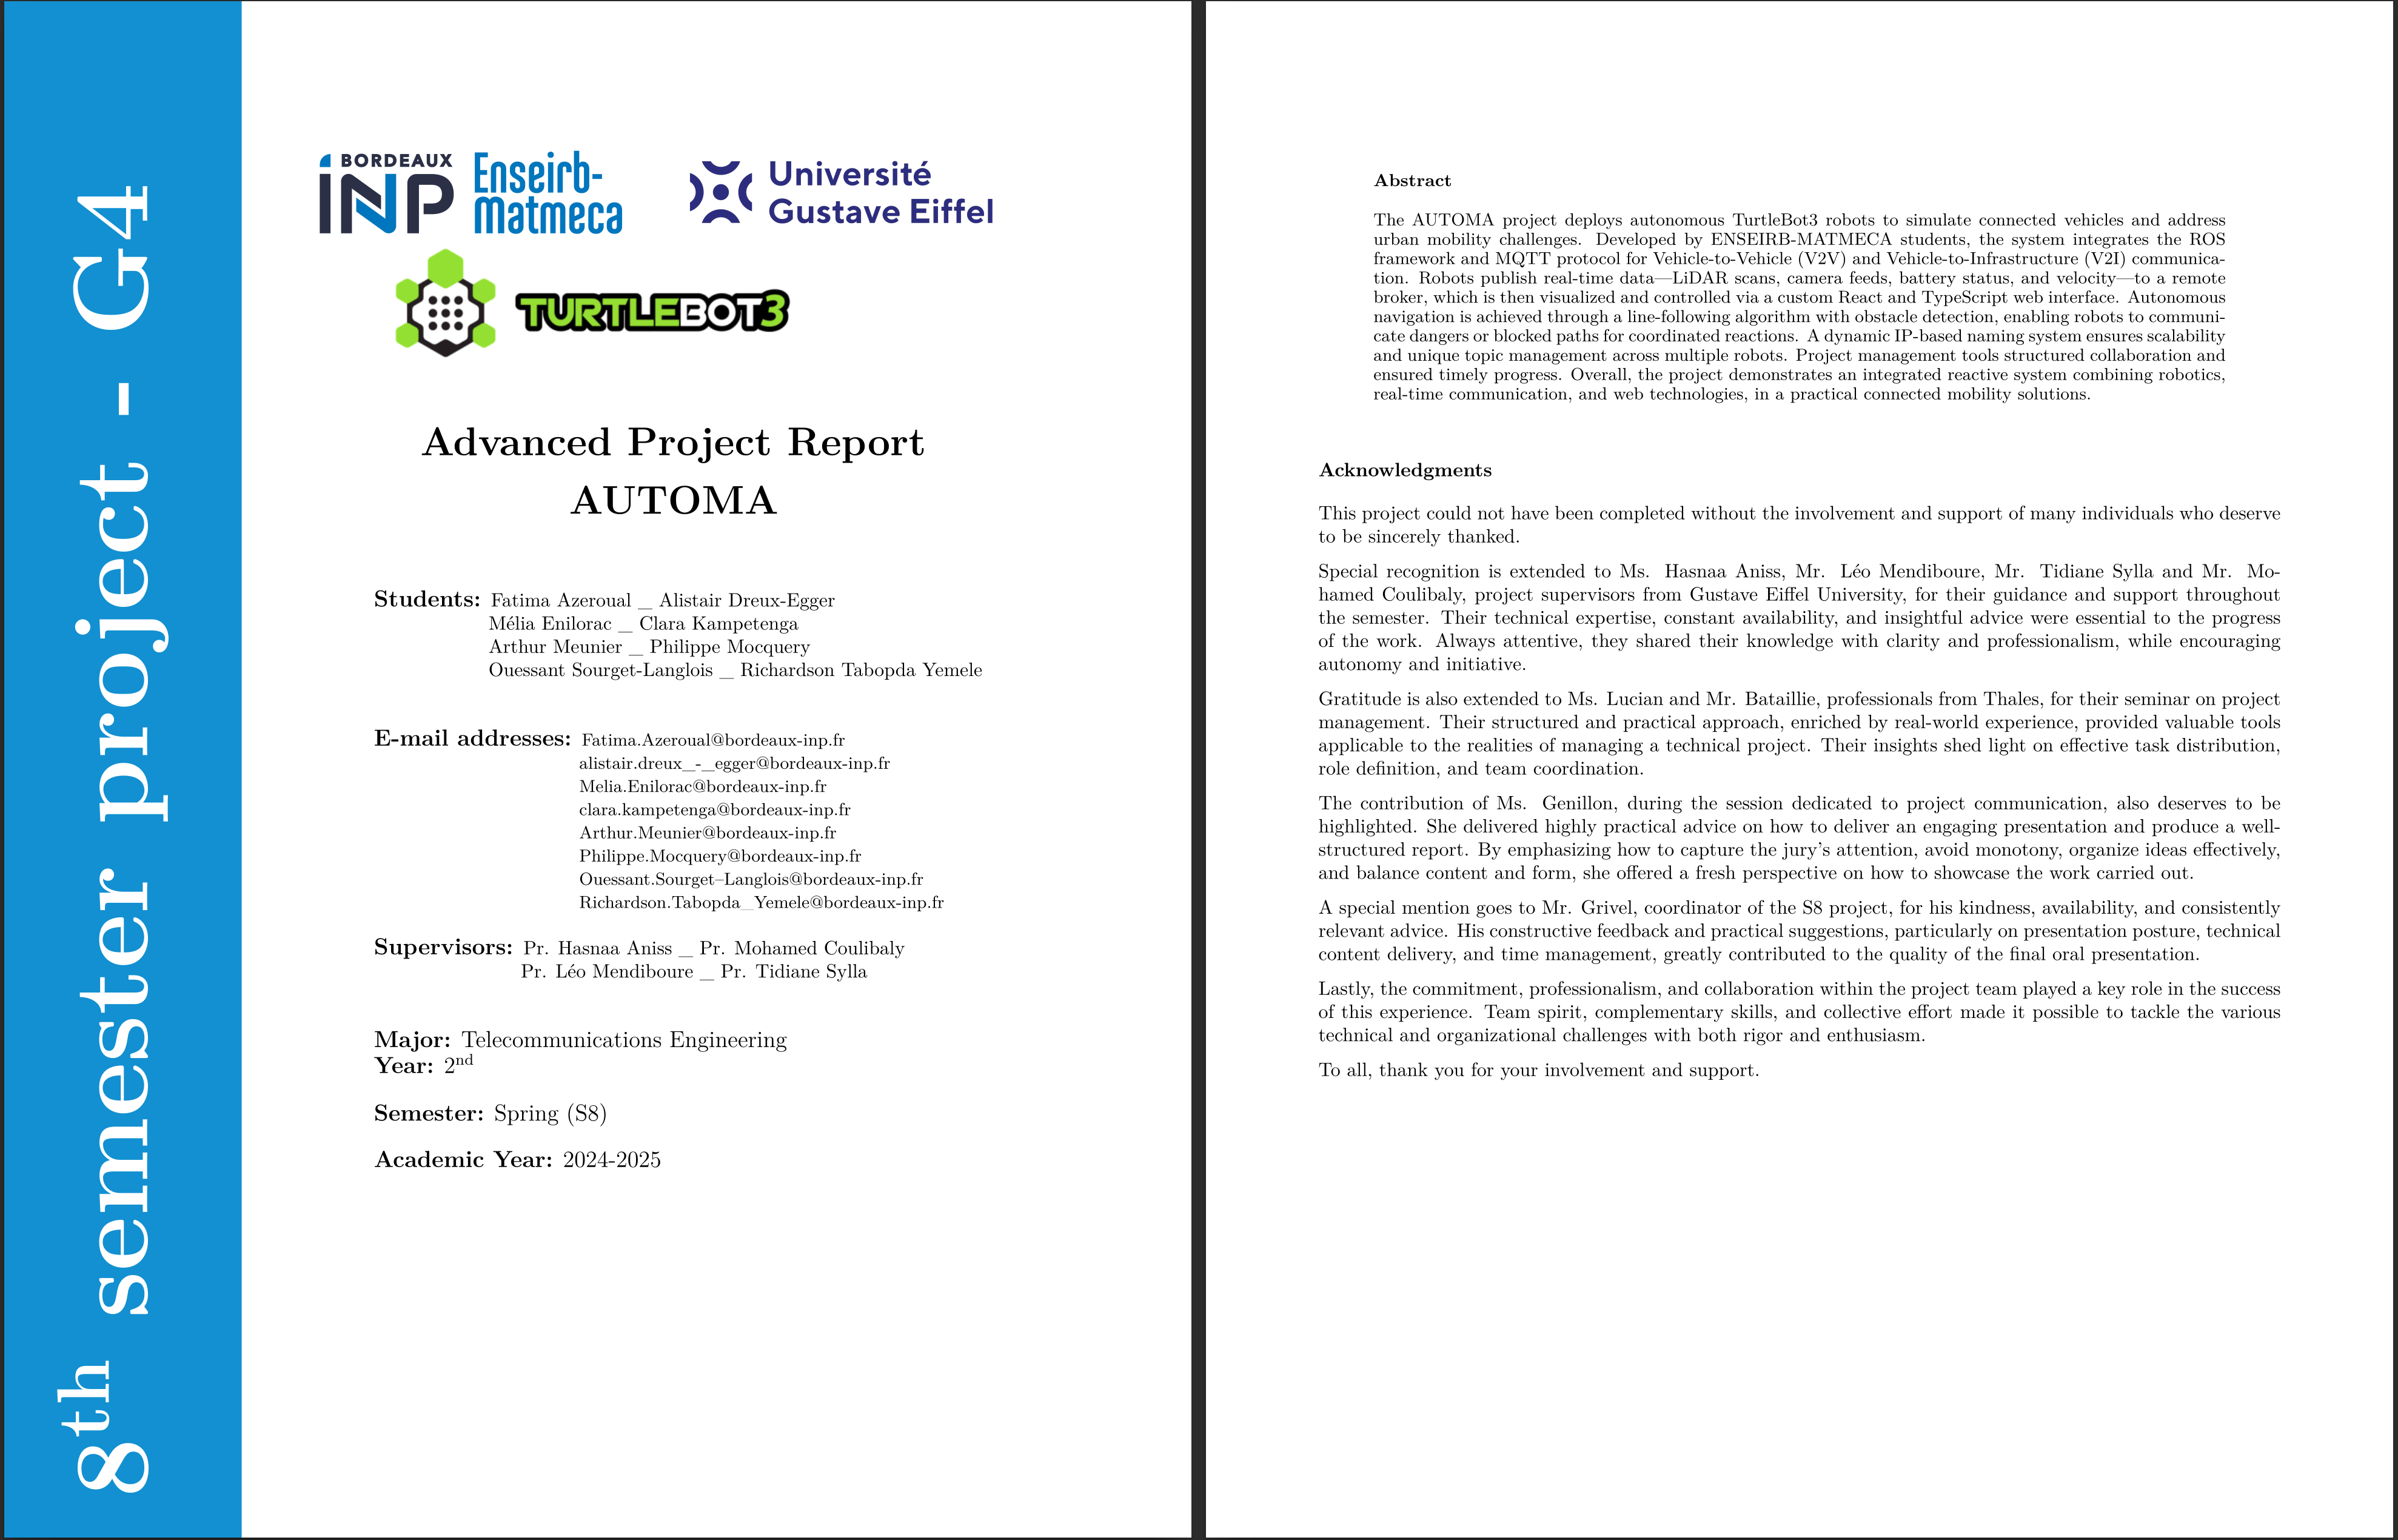 8th semester project - G4
BORDEAUX
INP
Enseirb-
Matmeca
Université
Gustave Eiffel
TURTLEBOT3
Advanced Project Report
AUTOMA
Students: Fatima Azeroual _ Alistair Dreux-Egger
Mélia Enilorac _ Clara Kampetenga
Arthur Meunier _ Philippe Mocquery
Ouessant Sourget-Langlois _ Richardson Tabopda Yemele
E-mail addresses: Fatima.Azeroual@bordeaux-inp.fr
alistair.dreux_-_egger@bordeaux-inp.fr
Melia.Enilorac@bordeaux-inp.fr
clara.kampetenga@bordeaux-inp.fr
Arthur.Meunier@bordeaux-inp.fr
Philippe.Mocquery@bordeaux-inp.fr
Ouessant.Sourget–Langlois@bordeaux-inp.fr
Richardson.Tabopda_Yemele@bordeaux-inp.fr
Supervisors: Pr. Hasnaa Aniss _ Pr. Mohamed Coulibaly
Pr. Léo Mendiboure _ Pr. Tidiane Sylla
Major: Telecommunications Engineering
Year: 2nd
Semester: Spring (S8)
Academic Year: 2024-2025
Abstract
The AUTOMA project deploys autonomous TurtleBot3 robots to simulate connected vehicles and address
urban mobility challenges. Developed by ENSEIRB-MATMECA students, the system integrates the ROS
framework and MQTT protocol for Vehicle-to-Vehicle (V2V) and Vehicle-to-Infrastructure (V2I) communica-
tion. Robots publish real-time data—LiDAR scans, camera feeds, battery status, and velocity—to a remote
broker, which is then visualized and controlled via a custom React and TypeScript web interface. Autonomous
navigation is achieved through a line-following algorithm with obstacle detection, enabling robots to communi-
cate dangers or blocked paths for coordinated reactions. A dynamic IP-based naming system ensures scalability
and unique topic management across multiple robots. Project management tools structured collaboration and
ensured timely progress. Overall, the project demonstrates an integrated reactive system combining robotics,
real-time communication, and web technologies, in a practical connected mobility solutions.
Acknowledgments
This project could not have been completed without the involvement and support of many individuals who deserve
to be sincerely thanked.
Special recognition is extended to Ms. Hasnaa Aniss, Mr. Léo Mendiboure, Mr. Tidiane Sylla and Mr. Mo-
hamed Coulibaly, project supervisors from Gustave Eiffel University, for their guidance and support throughout
the semester. Their technical expertise, constant availability, and insightful advice were essential to the progress
of the work. Always attentive, they shared their knowledge with clarity and professionalism, while encouraging
autonomy and initiative.
Gratitude is also extended to Ms. Lucian and Mr. Bataillie, professionals from Thales, for their seminar on project
management. Their structured and practical approach, enriched by real-world experience, provided valuable tools
applicable to the realities of managing a technical project. Their insights shed light on effective task distribution,
role definition, and team coordination.
The contribution of Ms. Genillon, during the session dedicated to project communication, also deserves to be
highlighted. She delivered highly practical advice on how to deliver an engaging presentation and produce a well-
structured report. By emphasizing how to capture the jury's attention, avoid monotony, organize ideas effectively,
and balance content and form, she offered a fresh perspective on how to showcase the work carried out.
A special mention goes to Mr. Grivel, coordinator of the S8 project, for his kindness, availability, and consistently
relevant advice. His constructive feedback and practical suggestions, particularly on presentation posture, technical
content delivery, and time management, greatly contributed to the quality of the final oral presentation.
Lastly, the commitment, professionalism, and collaboration within the project team played a key role in the success
of this experience. Team spirit, complementary skills, and collective effort made it possible to tackle the various
technical and organizational challenges with both rigor and enthusiasm.
To all, thank you for your involvement and support.